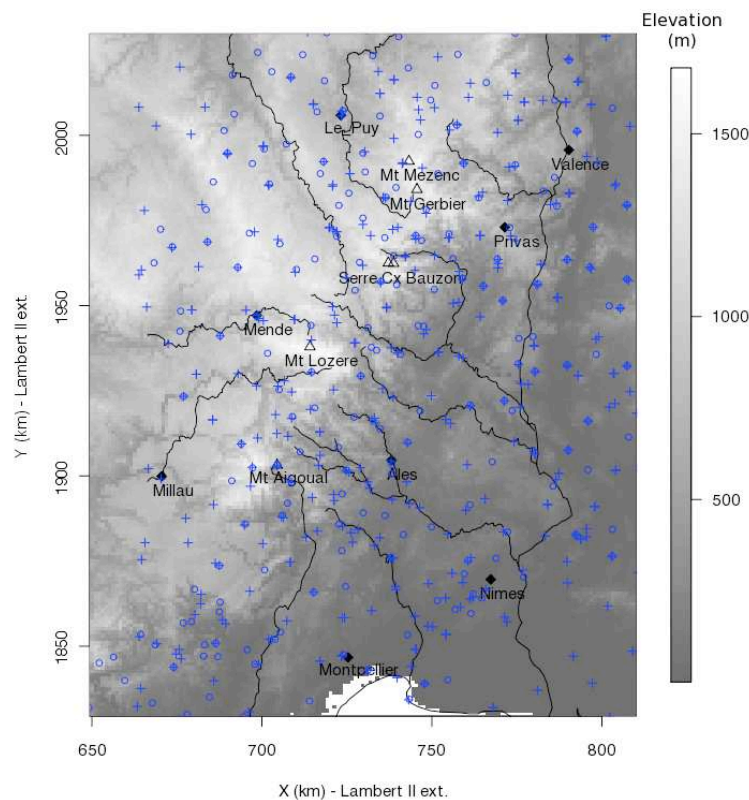 Elevation
(m)
1500
1000
500
2000
1950
1900
1850
Y (km) - Lambert II ext.
Le Puy
Valence
Mt Mezenc
Mt Gerbier
Privas
Serre Cx Bauzon
Mende
Mt Lozere
Millau
Mt Aigoual
Ales
Nimes
Montpellier
650
700
750
800
X (km) - Lambert II ext.